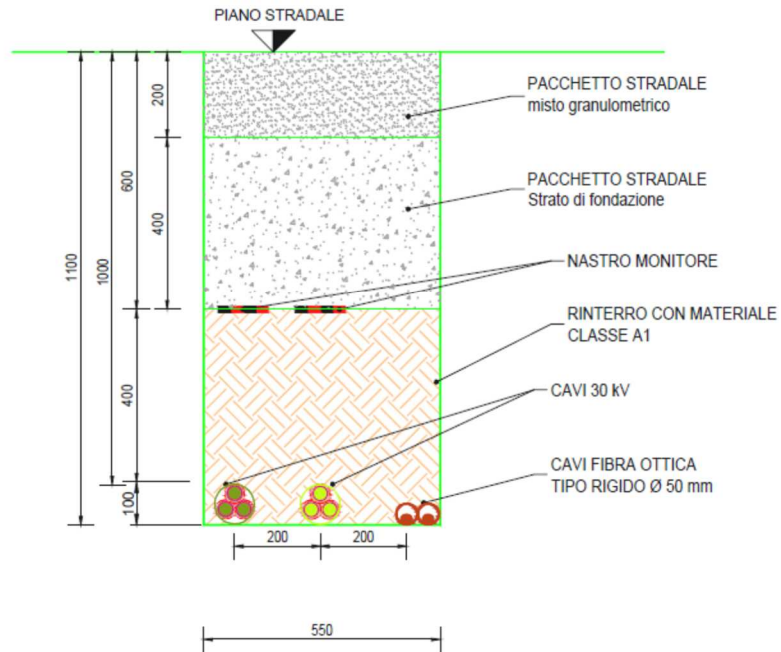 PIANO STRADALE
PACCHETTO STRADALE
misto granulometrico
PACCHETTO STRADALE
Strato di fondazione
NASTRO MONITORE
RINTERRO CON MATERIALE
CLASSE A1
CAVI 30 kV
CAVI FIBRA OTTICA
TIPO RIGIDO Ø 50 mm
200
600
400
1000
1100
400
100
200
200
550